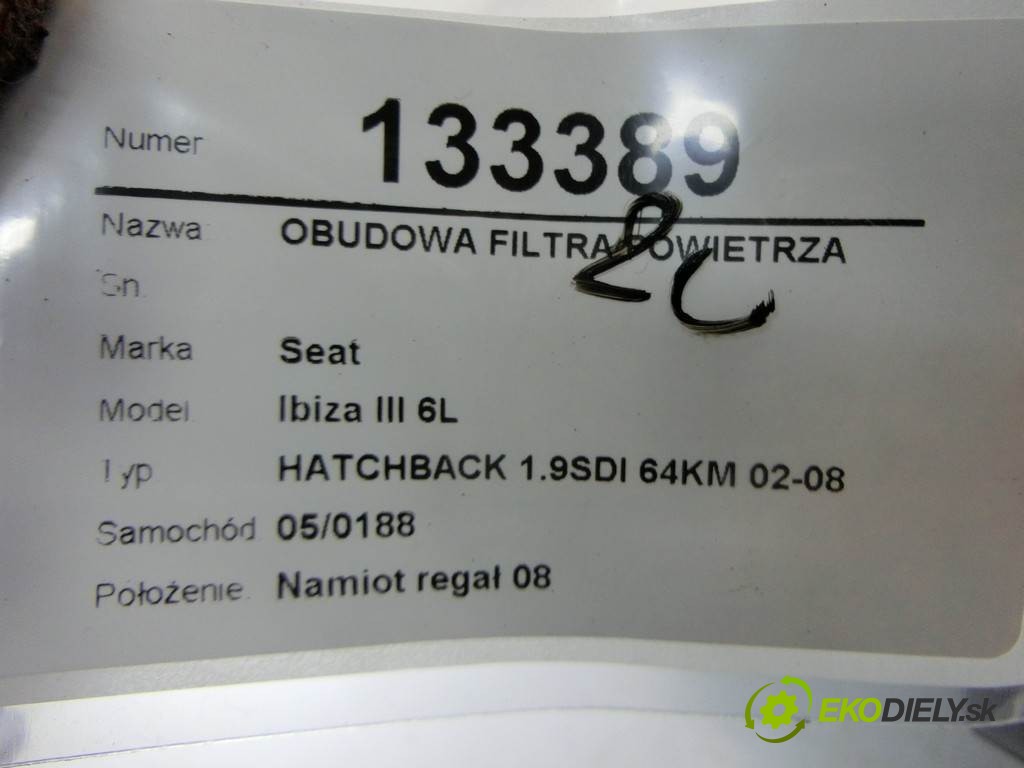 Numer 133389
Nazwa OBUDOWA FILTRA POWIETRZA
Sn
Marka Seat
Model Ibiza III 6L
Typ HATCHBACK 1.9SDI 64KM 02-08
Samochód 05/0188
Położenie Namiot regał 08
EKODIELY.sk